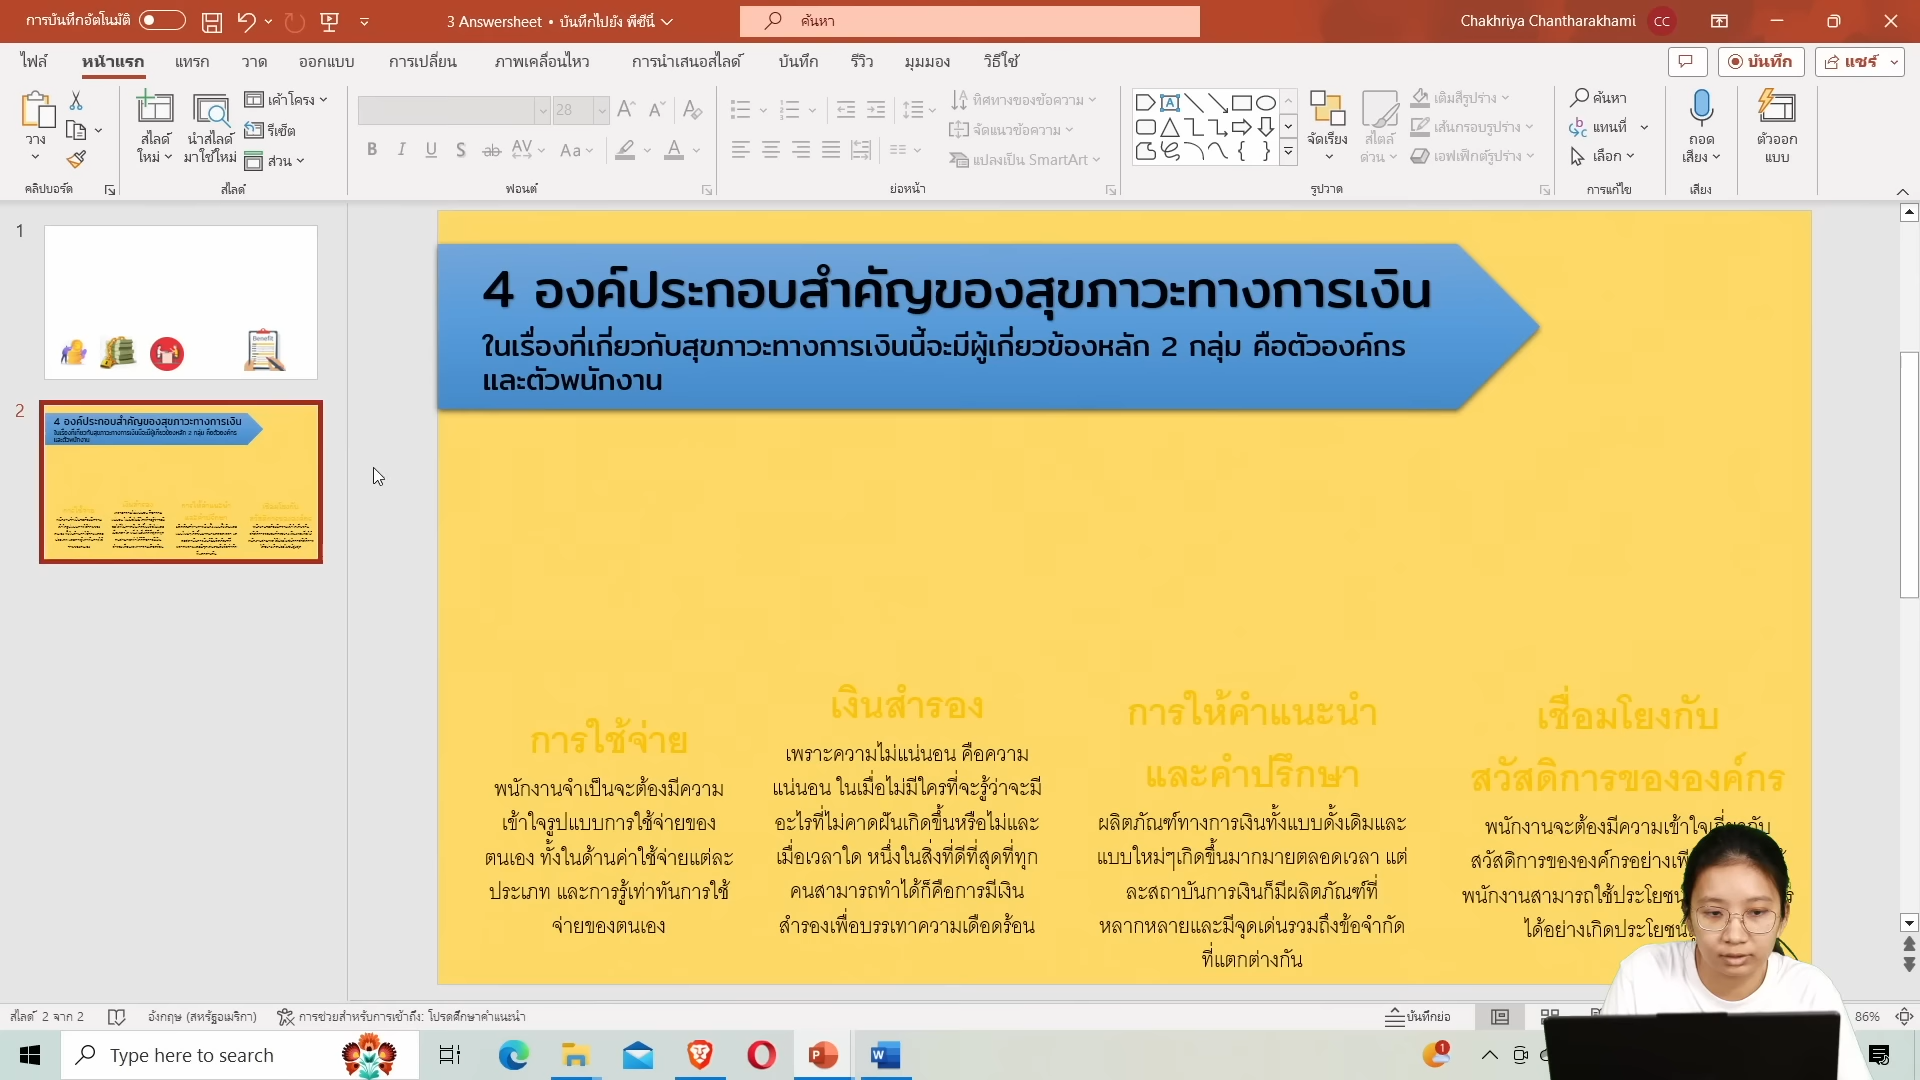 การบันทึกอัตโนมัติ
3 Answersheet • บันทึกไปยัง พีซีนี้
ค้นหา
Chakhriya Chantharakhami
CC
ไฟล์ หน้าแรก แทรก วาด ออกแบบ การเปลี่ยน ภาพเคลื่อนไหว การนำเสนอสไลด์ บันทึก รีวิว มุมมอง วิธีใช้
บันทึก
แชร์
วาง
สไลด์ใหม่
นำสไลด์มาใช้ใหม่
เค้าโครง
รีเซ็ต
ส่วน
28
B I U S ab AV Aa A
ทิศทางของข้อความ
จัดแนวข้อความ
แปลงเป็น SmartArt
จัดเรียง
สไตล์ด่วน
เติมสีรูปร่าง
เส้นกรอบรูปร่าง
เอฟเฟ็กต์รูปร่าง
ค้นหา
แทนที่
เลือก
ถอดเสียง
ตัวออกแบบ
คลิปบอร์ด
สไลด์
ฟอนต์
ย่อหน้า
รูปวาด
การแก้ไข
เสียง
1
Benefit
2
4 องค์ประกอบสำคัญของสุขภาวะทางการเงิน
ในเรื่องที่เกี่ยวกับสุขภาวะทางการเงินนี้จะมีผู้เกี่ยวข้องหลัก 2 กลุ่ม คือตัวองค์กร
และตัวพนักงาน
การใช้จ่าย
พนักงานจำเป็นจะต้องมีความ
เข้าใจรูปแบบการใช้จ่ายของ
ตนเอง ทั้งในด้านค่าใช้จ่ายแต่ละ
ประเภท และการรู้เท่าทันการใช้
จ่ายของตนเอง
เงินสำรอง
เพราะความไม่แน่นอน คือความ
แน่นอน ในเมื่อไม่มีใครที่จะรู้ว่าจะมี
อะไรที่ไม่คาดฝันเกิดขึ้นหรือไม่และ
เมื่อเวลาใด หนึ่งในสิ่งที่ดีที่สุดที่ทุก
คนสามารถทำได้ก็คือการมีเงิน
สำรองเพื่อบรรเทาความเดือดร้อน
การให้คำแนะนำ
และคำปรึกษา
ผลิตภัณฑ์ทางการเงินทั้งแบบดั้งเดิมและ
แบบใหม่ๆเกิดขึ้นมากมายตลอดเวลา แต่
ละสถาบันการเงินก็มีผลิตภัณฑ์ที่
หลากหลายและมีจุดเด่นรวมถึงข้อจำกัด
ที่แตกต่างกัน
เชื่อมโยงกับ
สวัสดิการขององค์กร
พนักงานจะต้องมีความเข้าใจเกี่ยวกับ
สวัสดิการขององค์กรอย่าง
พนักงานสามารถใช้ประโยชน์
ได้อย่างเกิดประโยชน์
สไลด์ 2 จาก 2
อังกฤษ (สหรัฐอเมริกา)
การช่วยสำหรับการเข้าถึง: โปรดศึกษาคำแนะนำ
บันทึกย่อ
86%
Type here to search
1